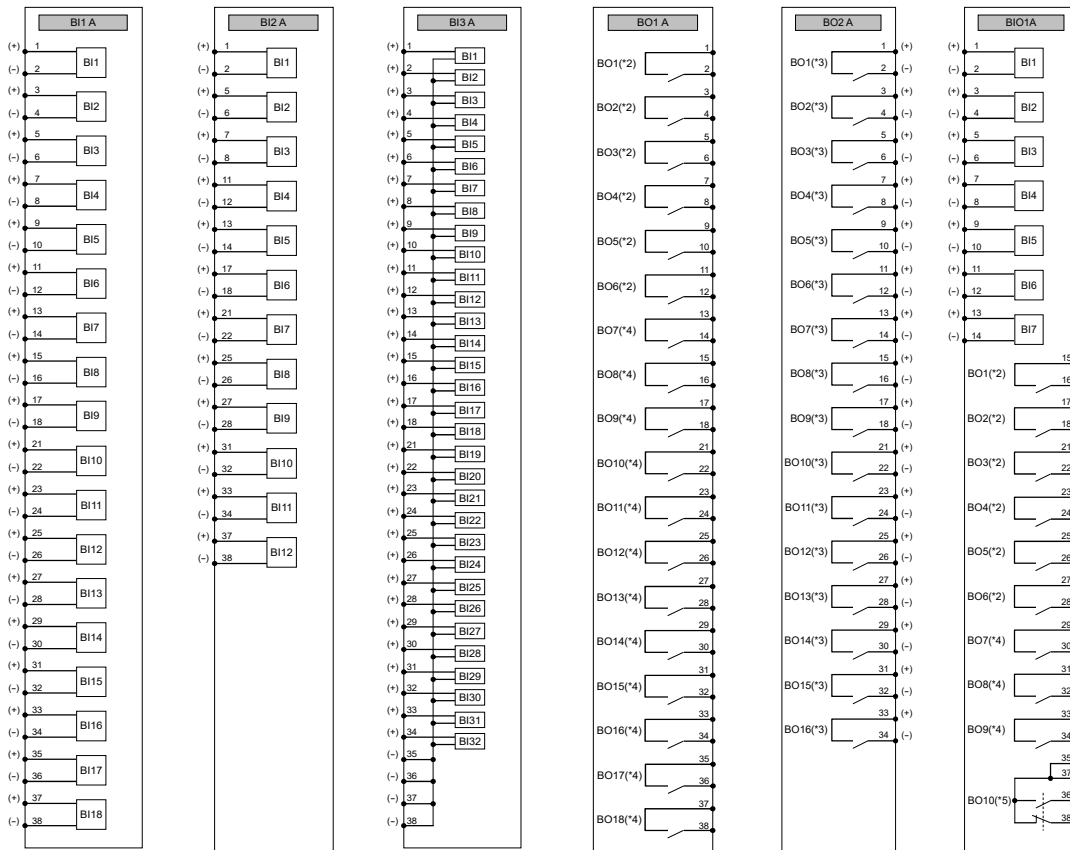 BI1 A
(+) 1
BI1
(–) 2
(+) 3
BI2
(–) 4
(+) 5
BI3
(–) 6
(+) 7
BI4
(–) 8
(+) 9
BI5
(–) 10
(+) 11
BI6
(–) 12
(+) 13
BI7
(–) 14
(+) 15
BI8
(–) 16
(+) 17
BI9
(–) 18
(+) 21
BI10
(–) 22
(+) 23
BI11
(–) 24
(+) 25
BI12
(–) 26
(+) 27
BI13
(–) 28
(+) 29
BI14
(–) 30
(+) 31
BI15
(–) 32
(+) 33
BI16
(–) 34
(+) 35
BI17
(–) 36
(+) 37
BI18
(–) 38
BI2 A
(+) 1
BI1
(–) 2
(+) 5
BI2
(–) 6
(+) 7
BI3
(–) 8
(+) 11
BI4
(–) 12
(+) 13
BI5
(–) 14
(+) 17
BI6
(–) 18
(+) 21
BI7
(–) 22
(+) 25
BI8
(–) 26
(+) 27
BI9
(–) 28
(+) 31
BI10
(–) 32
(+) 33
BI11
(–) 34
(+) 37
BI12
(–) 38
BI3 A
(+) 1 BI1
(+) 2 BI2
(+) 3 BI3
(+) 4 BI4
(+) 5 BI5
(+) 6 BI6
(+) 7 BI7
(+) 8 BI8
(+) 9 BI9
(+) 10 BI10
(+) 11 BI11
(+) 12 BI12
(+) 13 BI13
(+) 14 BI14
(+) 15 BI15
(+) 16 BI16
(+) 17 BI17
(+) 18 BI18
(+) 21 BI19
(+) 22 BI20
(+) 23 BI21
(+) 24 BI22
(+) 25 BI23
(+) 26 BI24
(+) 27 BI25
(+) 28 BI26
(+) 29 BI27
(+) 30 BI28
(+) 31 BI29
(+) 32 BI30
(+) 33 BI31
(+) 34 BI32
(–) 35
(–) 36
(–) 37
(–) 38
BO1 A
1
BO1(*2)
2
3
BO2(*2)
4
5
BO3(*2)
6
7
BO4(*2)
8
9
BO5(*2)
10
11
BO6(*2)
12
13
BO7(*4)
14
15
BO8(*4)
16
17
BO9(*4)
18
21
BO10(*4)
22
23
BO11(*4)
24
25
BO12(*4)
26
27
BO13(*4)
28
29
BO14(*4)
30
31
BO15(*4)
32
33
BO16(*4)
34
35
BO17(*4)
36
37
BO18(*4)
38
BO2 A
1 (+)
BO1(*3)
2 (–)
3 (+)
BO2(*3)
4 (–)
5 (+)
BO3(*3)
6 (–)
7 (+)
BO4(*3)
8 (–)
9 (+)
BO5(*3)
10 (–)
11 (+)
BO6(*3)
12 (–)
13 (+)
BO7(*3)
14 (–)
15 (+)
BO8(*3)
16 (–)
17 (+)
BO9(*3)
18 (–)
21 (+)
BO10(*3)
22 (–)
23 (+)
BO11(*3)
24 (–)
25 (+)
BO12(*3)
26 (–)
27 (+)
BO13(*3)
28 (–)
29 (+)
BO14(*3)
30 (–)
31 (+)
BO15(*3)
32 (–)
33 (+)
BO16(*3)
34 (–)
BIO1A
(+) 1
BI1
(–) 2
(+) 3
BI2
(–) 4
(+) 5
BI3
(–) 6
(+) 7
BI4
(–) 8
(+) 9
BI5
(–) 10
(+) 11
BI6
(–) 12
(+) 13
BI7
(–) 14
15
BO1(*2)
16
17
BO2(*2)
18
21
BO3(*2)
22
23
BO4(*2)
24
25
BO5(*2)
26
27
BO6(*2)
28
29
BO7(*4)
30
31
BO8(*4)
32
33
BO9(*4)
34
35
37
BO10(*5)
36
38